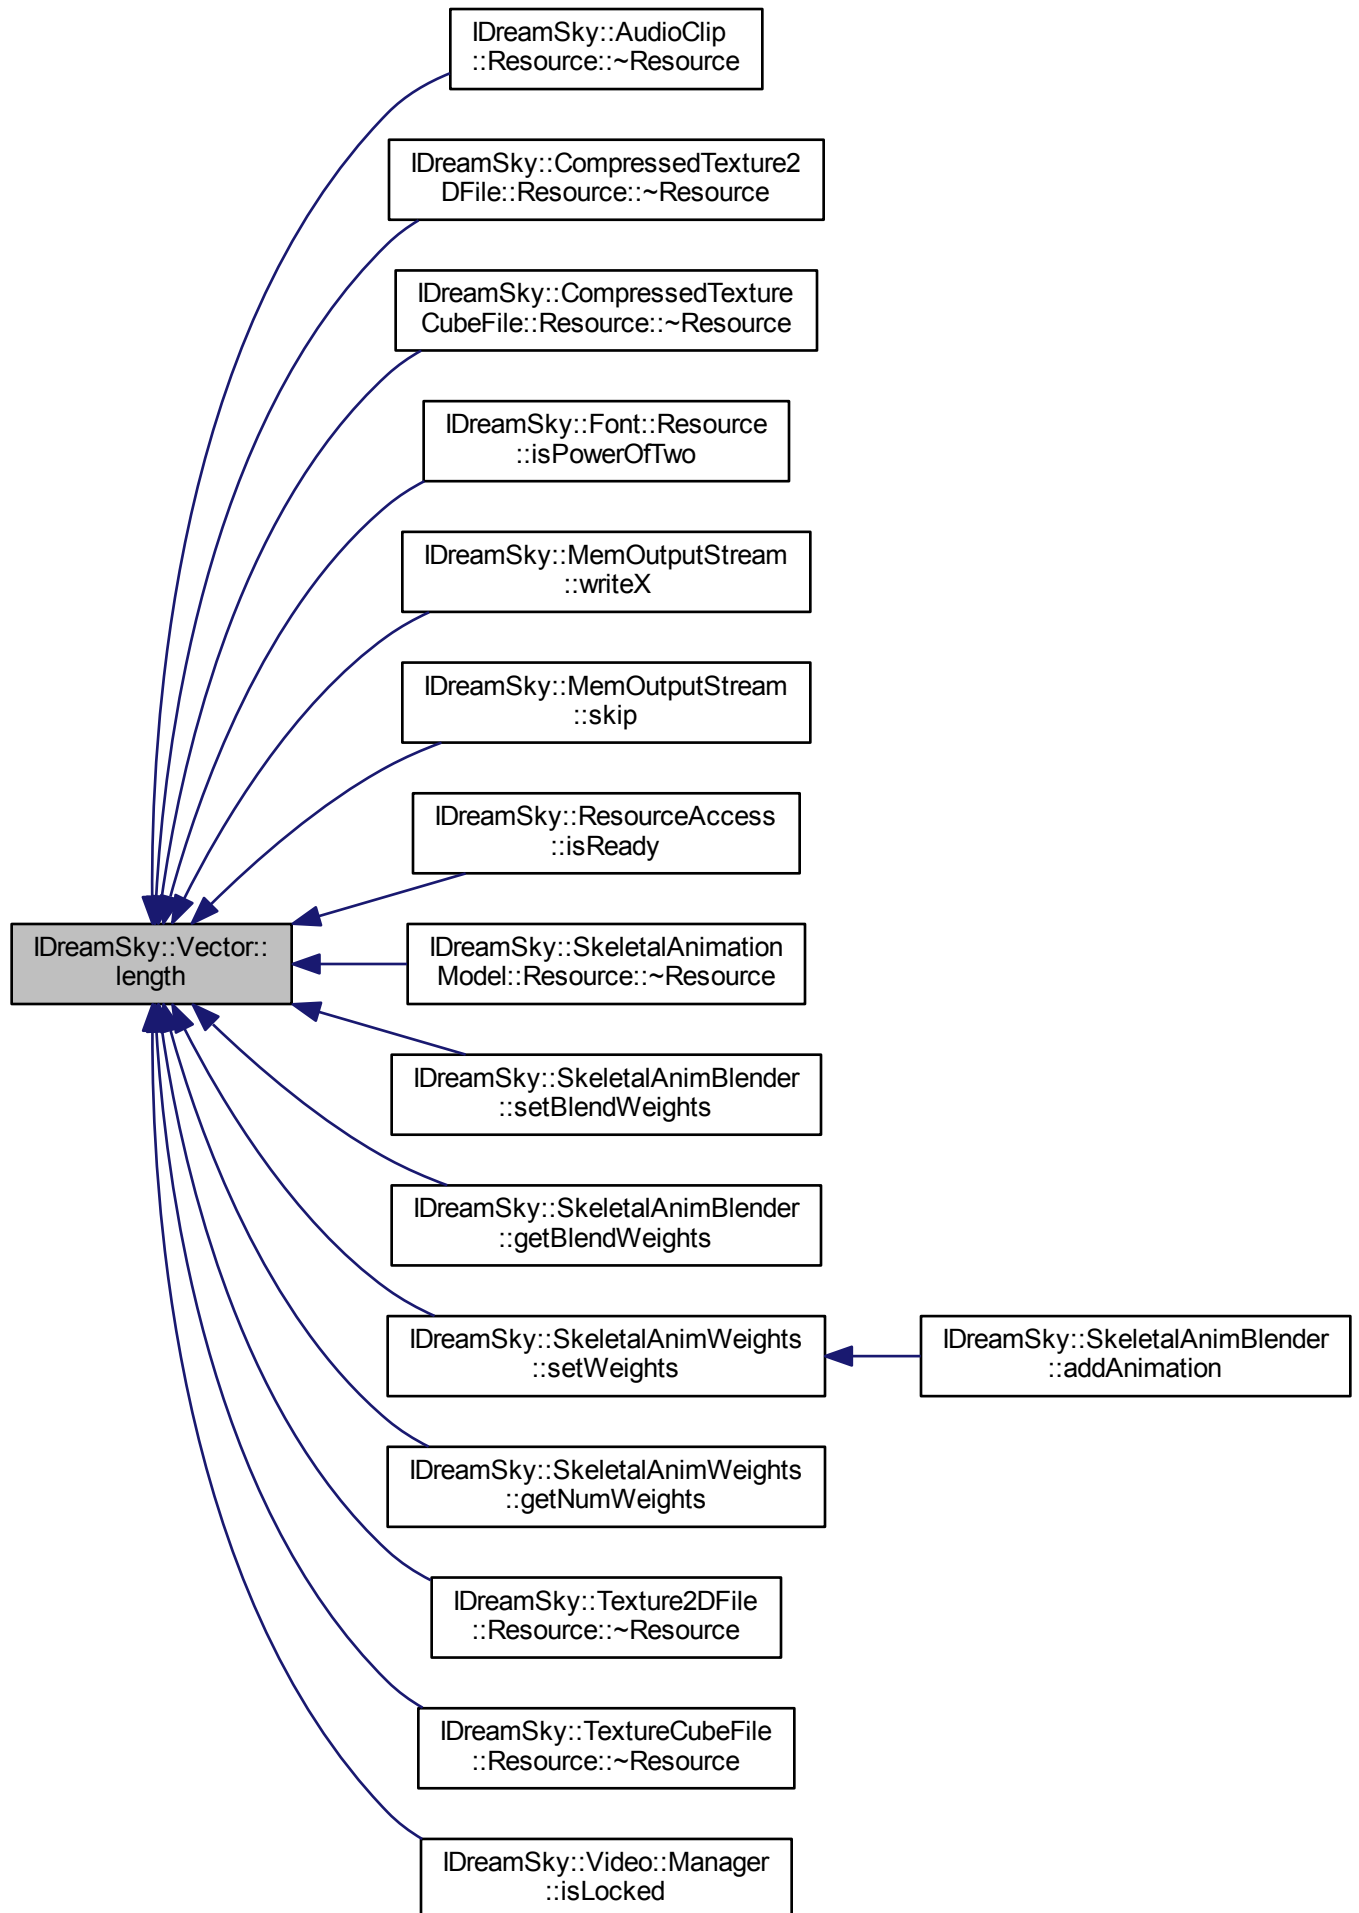 IDreamSky::AudioClip
::Resource::~Resource
IDreamSky::CompressedTexture2
DFile::Resource::~Resource
IDreamSky::CompressedTexture
CubeFile::Resource::~Resource
IDreamSky::Font::Resource
::isPowerOfTwo
IDreamSky::MemOutputStream
::writeX
IDreamSky::MemOutputStream
::skip
IDreamSky::ResourceAccess
::isReady
IDreamSky::Vector::
length
IDreamSky::SkeletalAnimation
Model::Resource::~Resource
IDreamSky::SkeletalAnimBlender
::setBlendWeights
IDreamSky::SkeletalAnimBlender
::getBlendWeights
IDreamSky::SkeletalAnimWeights
::setWeights
IDreamSky::SkeletalAnimBlender
::addAnimation
IDreamSky::SkeletalAnimWeights
::getNumWeights
IDreamSky::Texture2DFile
::Resource::~Resource
IDreamSky::TextureCubeFile
::Resource::~Resource
IDreamSky::Video::Manager
::isLocked